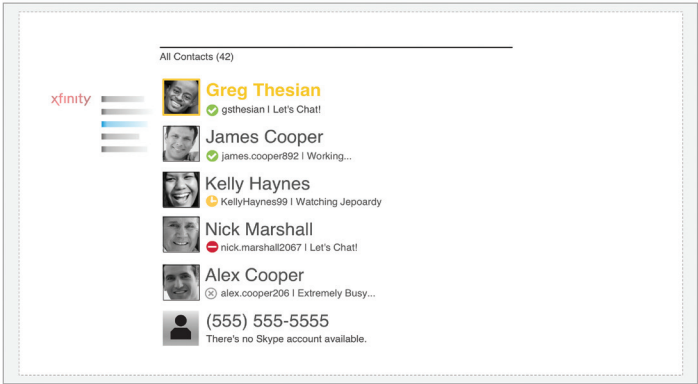 All Contacts (42)
xfinity
Greg Thesian
gsthesian | Let's Chat!
James Cooper
james.cooper892 | Working...
Kelly Haynes
KellyHaynes99 | Watching Jepoardy
Nick Marshall
nick.marshall2067 | Let's Chat!
Alex Cooper
alex.cooper206 | Extremely Busy...
(555) 555-5555
There's no Skype account available.